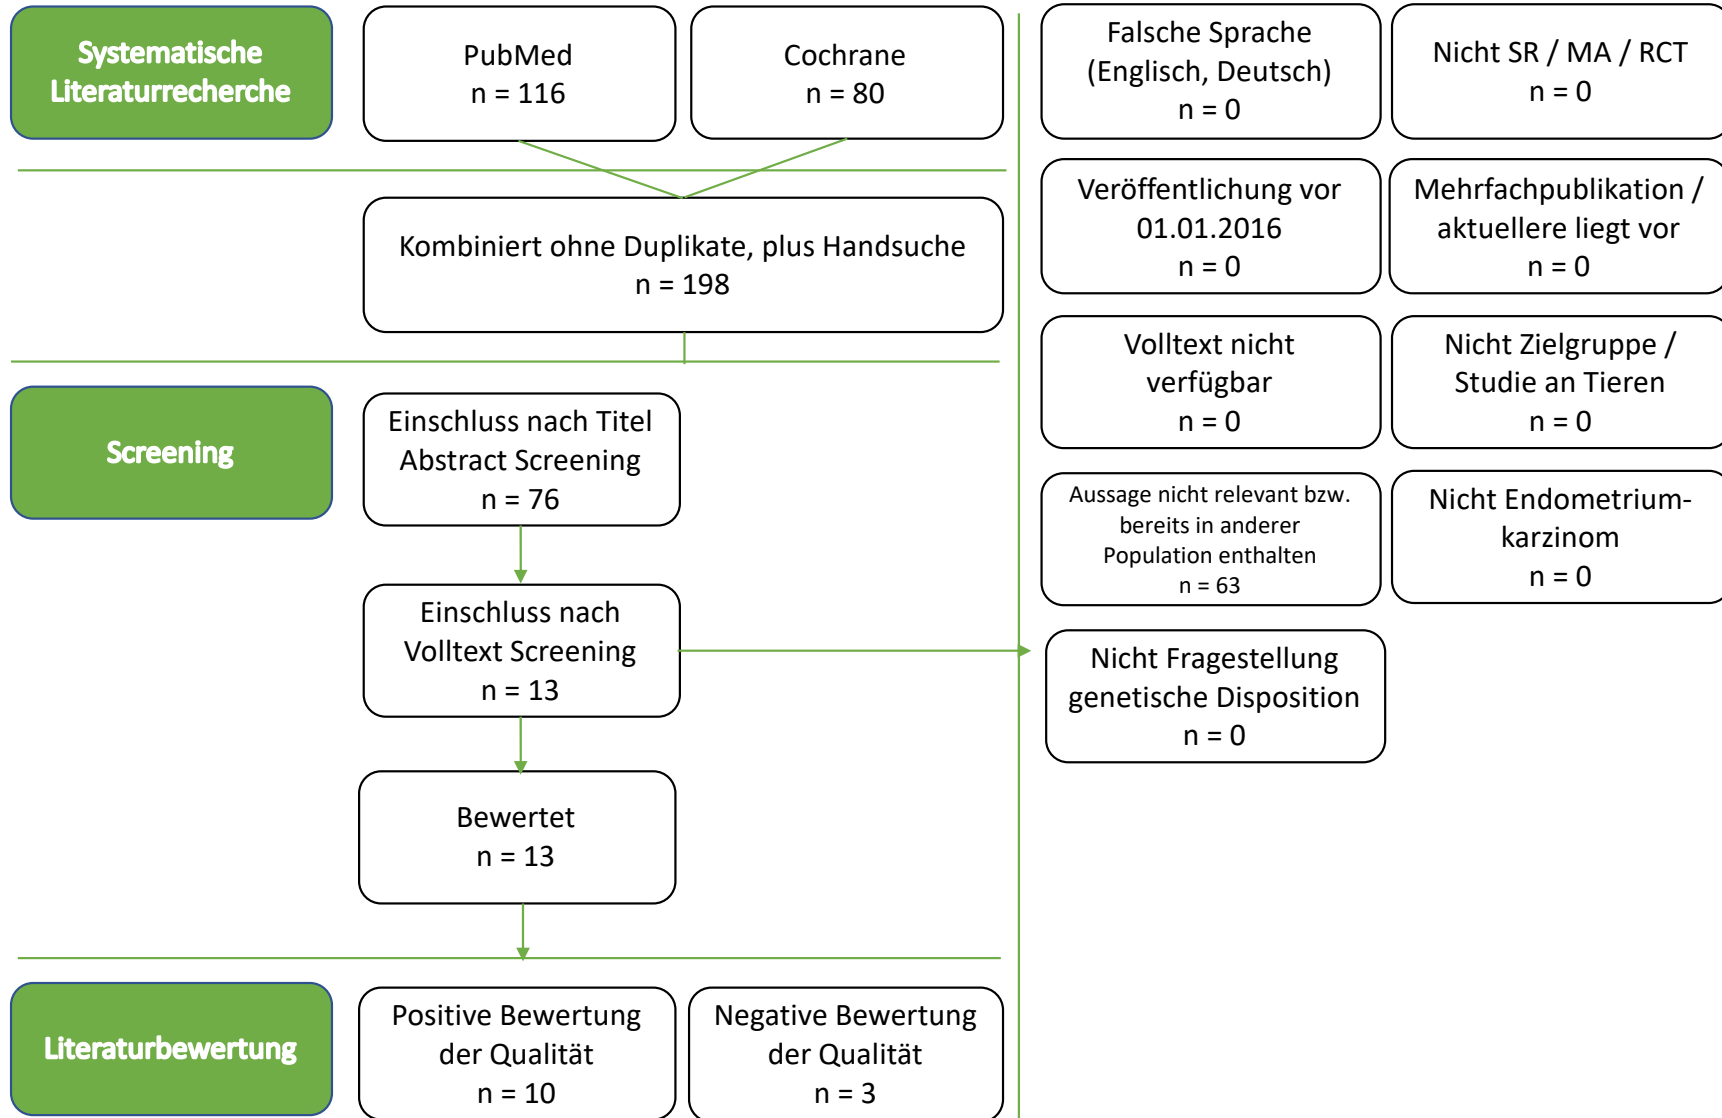 Systematische
Literaturrecherche
PubMed
n = 116
Cochrane
n = 80
Kombiniert ohne Duplikate, plus Handsuche
n = 198
Screening
Einschluss nach Titel
Abstract Screening
n = 76
Einschluss nach
Volltext Screening
n = 13
Bewertet
n = 13
Literaturbewertung
Positive Bewertung
der Qualität
n = 10
Negative Bewertung
der Qualität
n = 3
Falsche Sprache
(Englisch, Deutsch)
n = 0
Nicht SR / MA / RCT
n = 0
Veröffentlichung vor
01.01.2016
n = 0
Mehrfachpublikation /
aktuellere liegt vor
n = 0
Volltext nicht
verfügbar
n = 0
Nicht Zielgruppe /
Studie an Tieren
n = 0
Aussage nicht relevant bzw.
bereits in anderer
Population enthalten
n = 63
Nicht Endometrium-
karzinom
n = 0
Nicht Fragestellung
genetische Disposition
n = 0